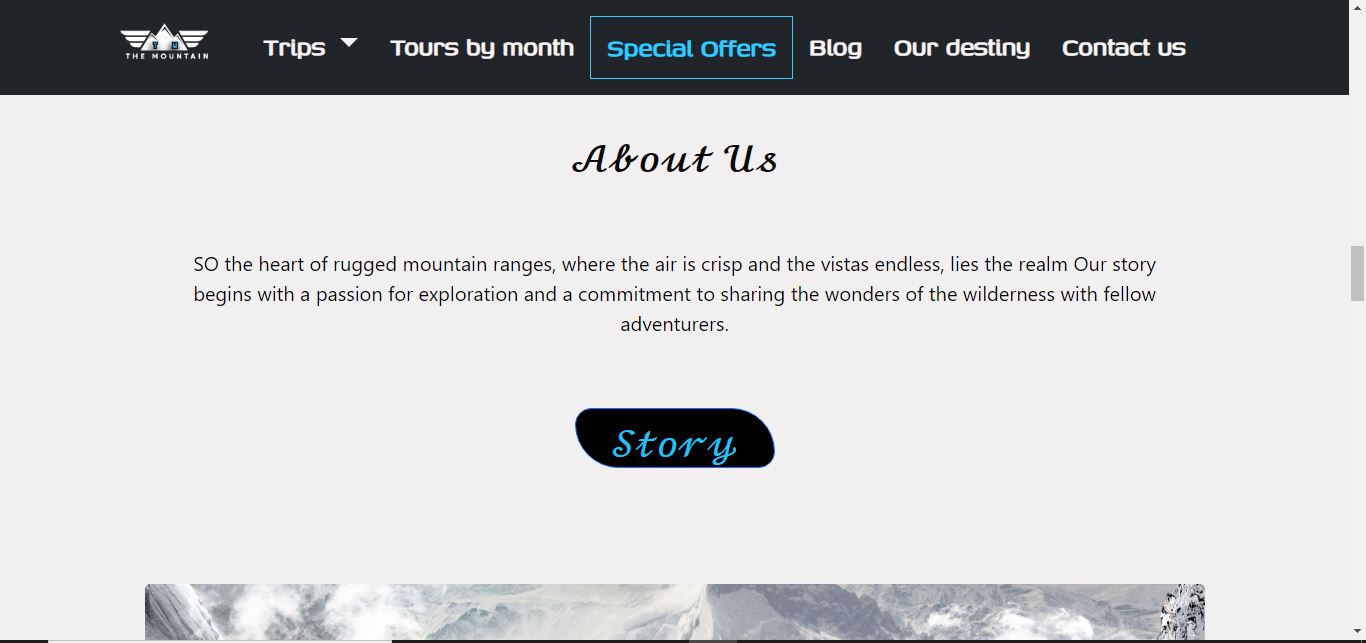 T M
THE MOUNTAIN
Trips
Tours by month
Special Offers
Blog
Our destiny
Contact us
About Us
SO the heart of rugged mountain ranges, where the air is crisp and the vistas endless, lies the realm Our story
begins with a passion for exploration and a commitment to sharing the wonders of the wilderness with fellow
adventurers.
Story